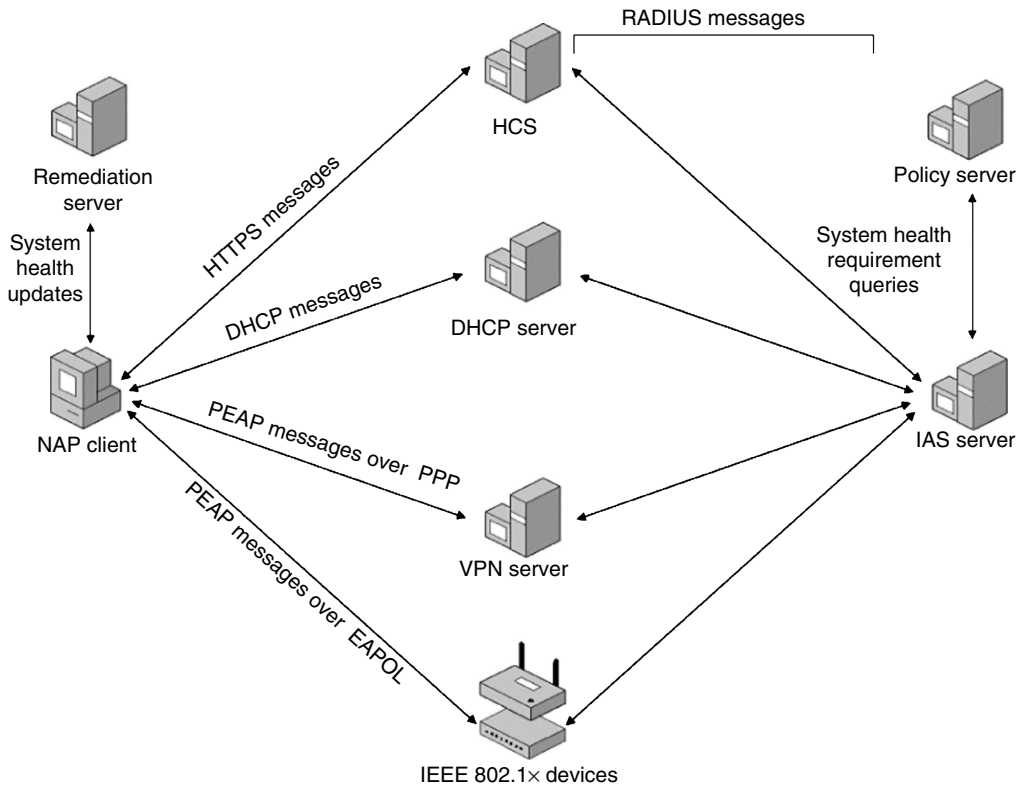 RADIUS messages
HCS
Remediation
server
Policy server
HTTPS messages
System
health
updates
System health
requirement
queries
DHCP messages
DHCP server
NAP client
IAS server
PEAP messages over PPP
VPN server
PEAP messages over EAPOL
IEEE 802.1× devices